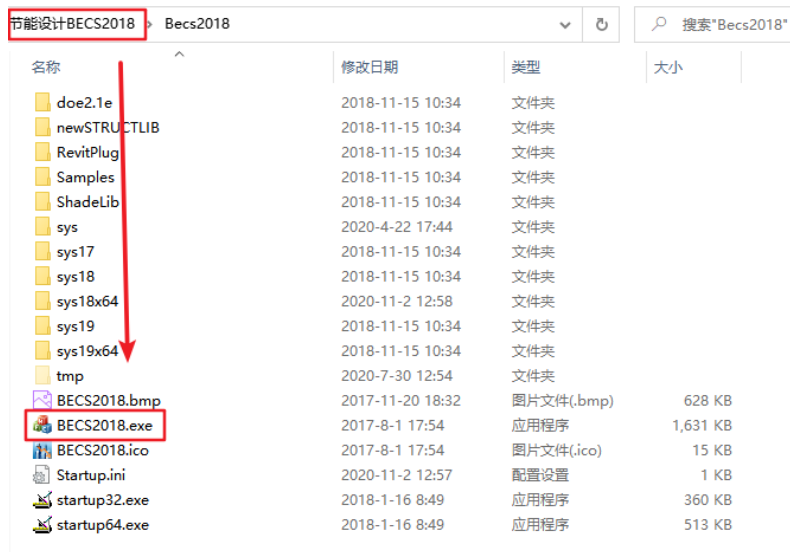 节能设计BECS2018 › Becs2018 搜索"Becs2018"
名称 修改日期 类型 大小
doe2.1e 2018-11-15 10:34 文件夹
newSTRUCTLIB 2018-11-15 10:34 文件夹
RevitPlug 2018-11-15 10:34 文件夹
Samples 2018-11-15 10:34 文件夹
ShadeLib 2018-11-15 10:34 文件夹
sys 2020-4-22 17:44 文件夹
sys17 2018-11-15 10:34 文件夹
sys18 2018-11-15 10:34 文件夹
sys18x64 2020-11-2 12:58 文件夹
sys19 2018-11-15 10:34 文件夹
sys19x64 2018-11-15 10:34 文件夹
tmp 2020-7-30 12:54 文件夹
BECS2018.bmp 2017-11-20 18:32 图片文件(.bmp) 628 KB
BECS2018.exe 2017-8-1 17:54 应用程序 1,631 KB
BECS2018.ico 2017-8-1 17:54 图片文件(.ico) 15 KB
Startup.ini 2020-11-2 12:57 配置设置 1 KB
startup32.exe 2018-1-16 8:49 应用程序 360 KB
startup64.exe 2018-1-16 8:49 应用程序 513 KB